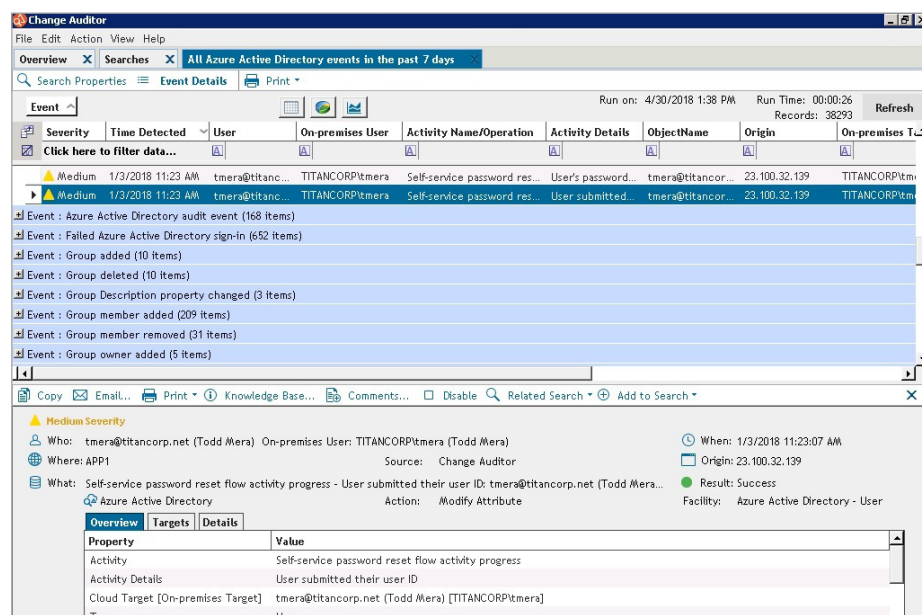 Change Auditor
File Edit Action View Help
Overview X Searches X All Azure Active Directory events in the past 7 days X
Search Properties Event Details Print
Event Run on: 4/30/2018 1:38 PM Run Time: 00:00:26
Records: 38293 Refresh
Severity Time Detected User On-premises User Activity Name/Operation Activity Details ObjectName Origin On-premises T...
Click here to filter data...
Medium 1/3/2018 11:23 AM tmera@titanc... TITANCORP\tmera Self-service password res... User's password... tmera@titancor... 23.100.32.139 TITANCORP\tm
Medium 1/3/2018 11:23 AM tmera@titanc... TITANCORP\tmera Self-service password res... User submitted... tmera@titancor... 23.100.32.139 TITANCORP\tm
Event : Azure Active Directory audit event (168 items)
Event : Failed Azure Active Directory sign-in (652 items)
Event : Group added (10 items)
Event : Group deleted (10 items)
Event : Group Description property changed (3 items)
Event : Group member added (209 items)
Event : Group member removed (31 items)
Event : Group owner added (5 items)
Copy Email... Print Knowledge Base... Comments... Disable Related Search Add to Search X
Medium Severity
Who: tmera@titancorp.net (Todd Mera) On-premises User: TITANCORP\tmera (Todd Mera) When: 1/3/2018 11:23:07 AM
Where: APP1 Source: Change Auditor Origin: 23.100.32.139
What: Self-service password reset flow activity progress - User submitted their user ID: tmera@titancorp.net (Todd Mera... Result: Success
Azure Active Directory Action: Modify Attribute Facility: Azure Active Directory - User
Overview Targets Details
Property Value
Activity Self-service password reset flow activity progress
Activity Details User submitted their user ID
Cloud Target [On-premises Target] tmera@titancorp.net (Todd Mera) [TITANCORP\tmera]